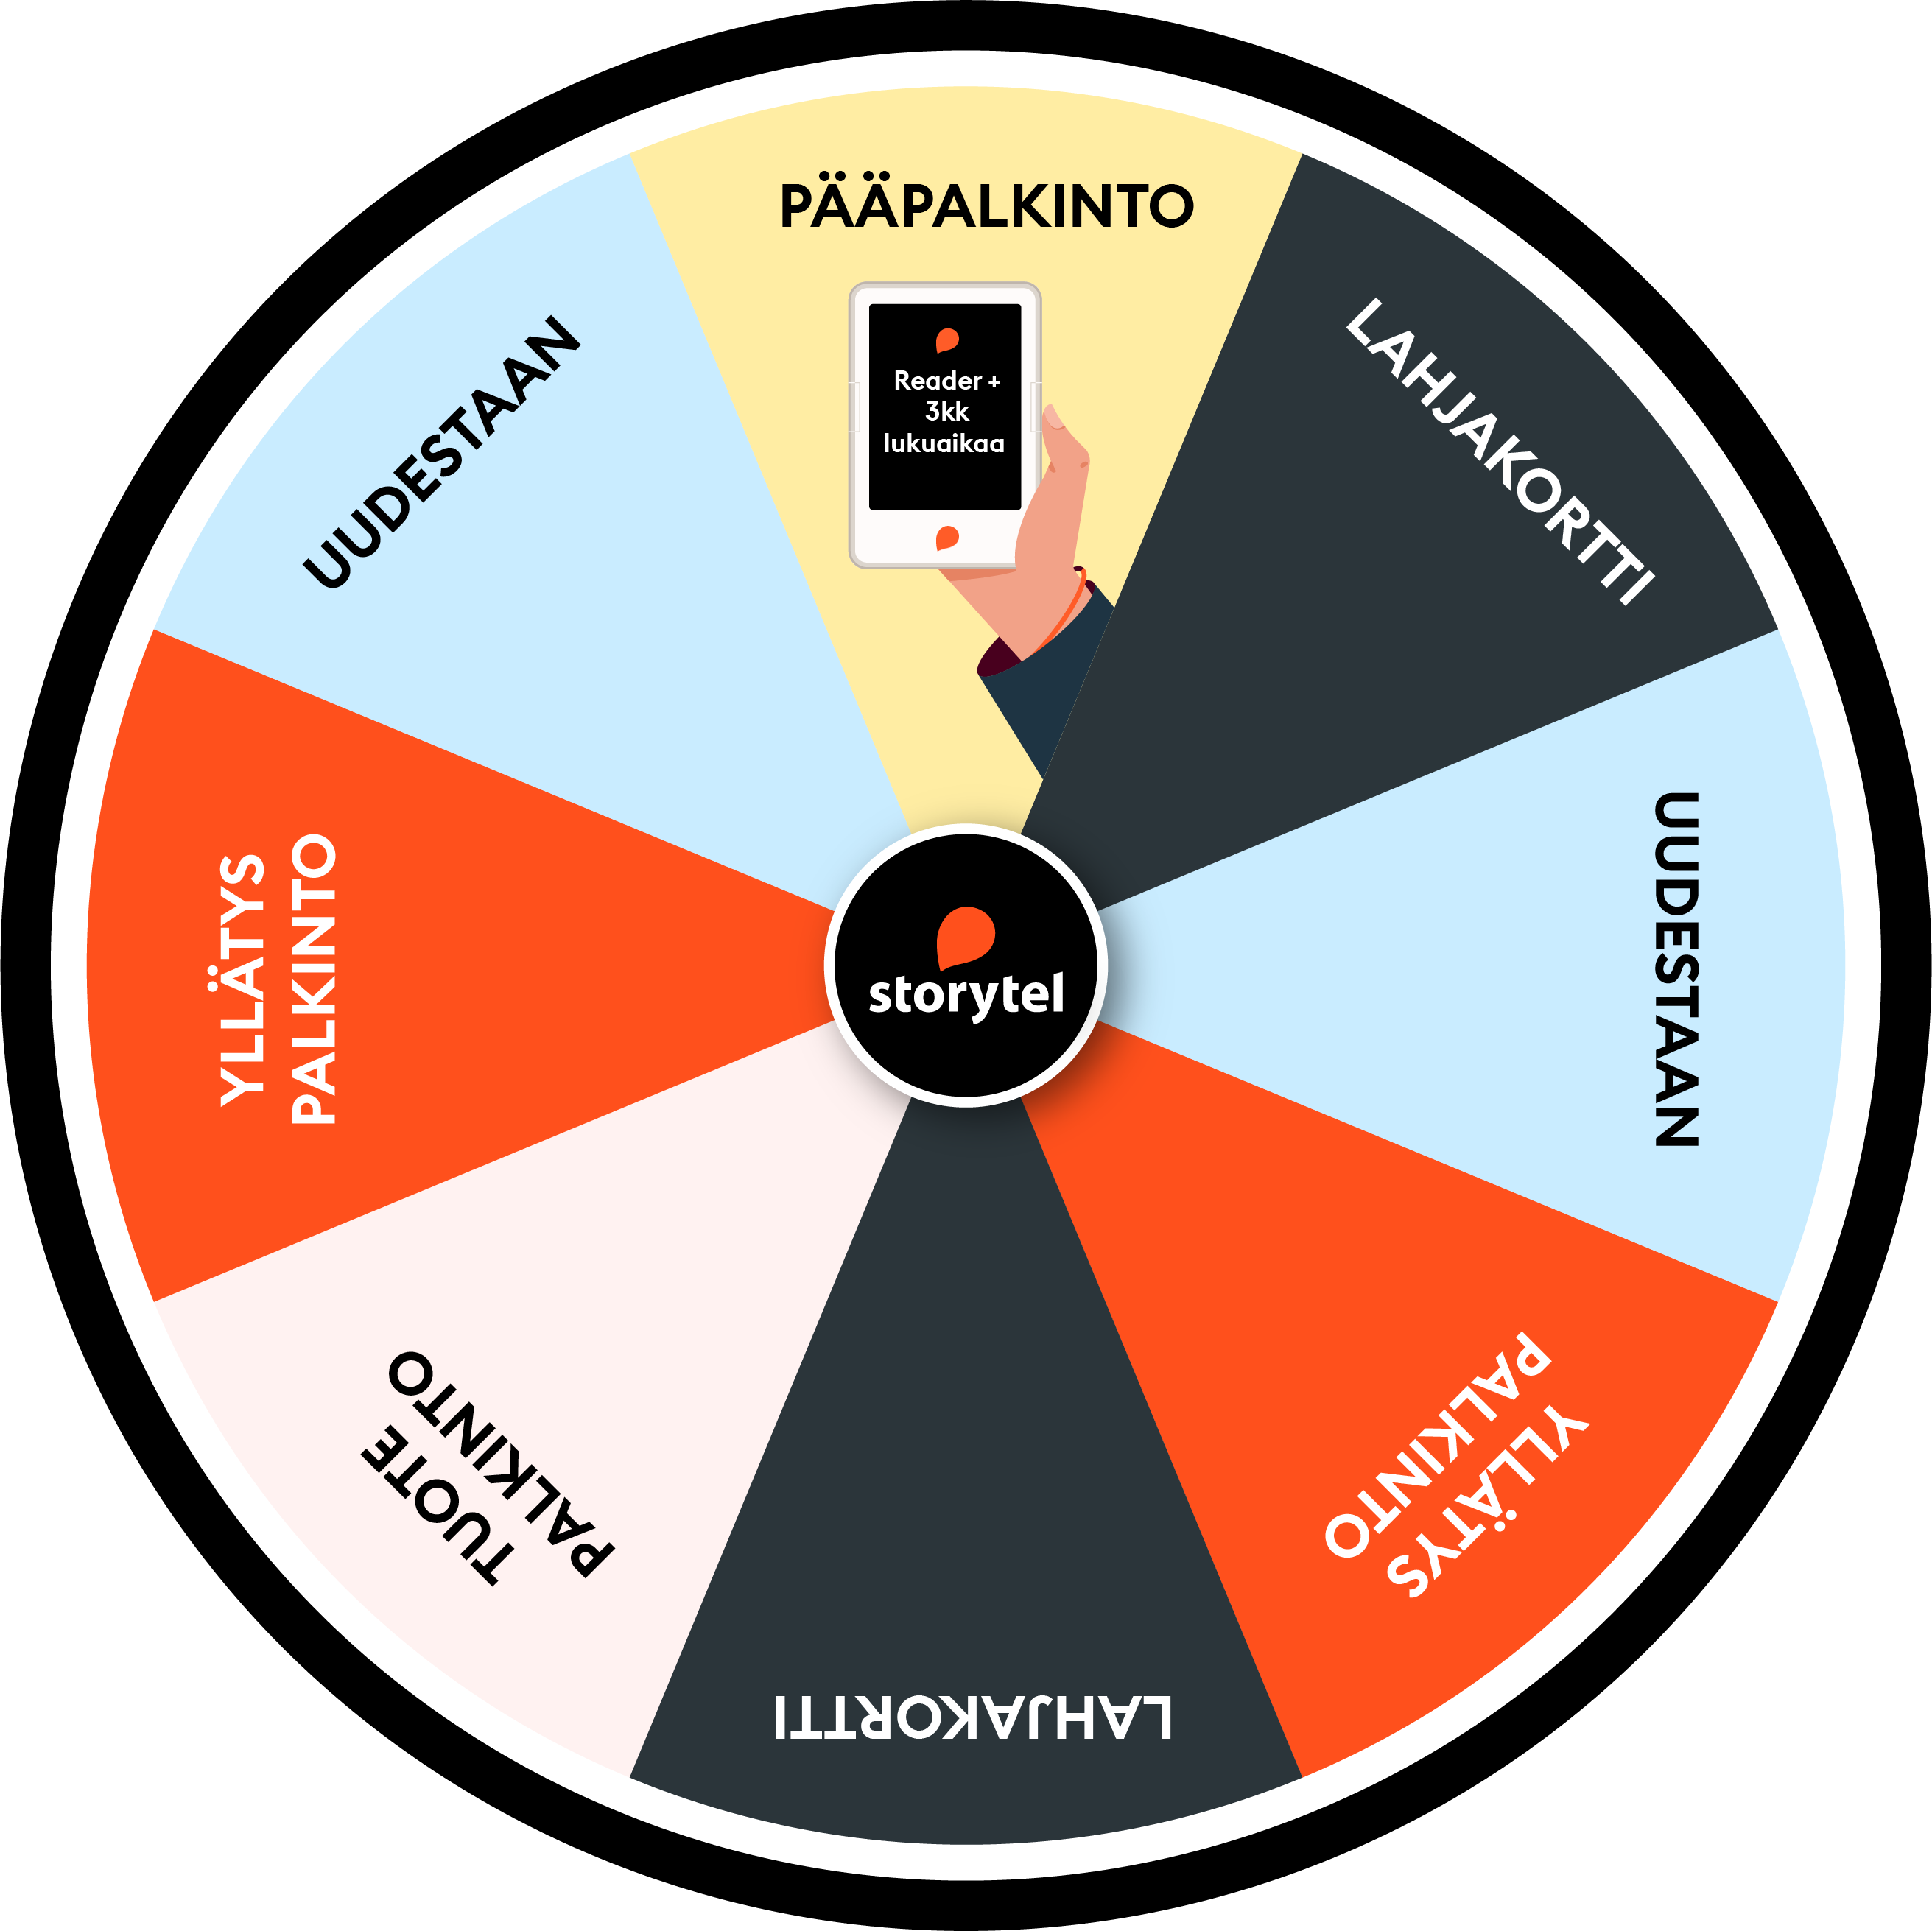 PÄÄPALKINTO
Reader +
3kk
lukuaikaa
LAHJAKORTTI
UUDESTAAN
YLLÄTYS
PALKINTO
LAHJAKORTTI
TUOTE
PALKINTO
YLLÄTYS
PALKINTO
UUDESTAAN
storytel